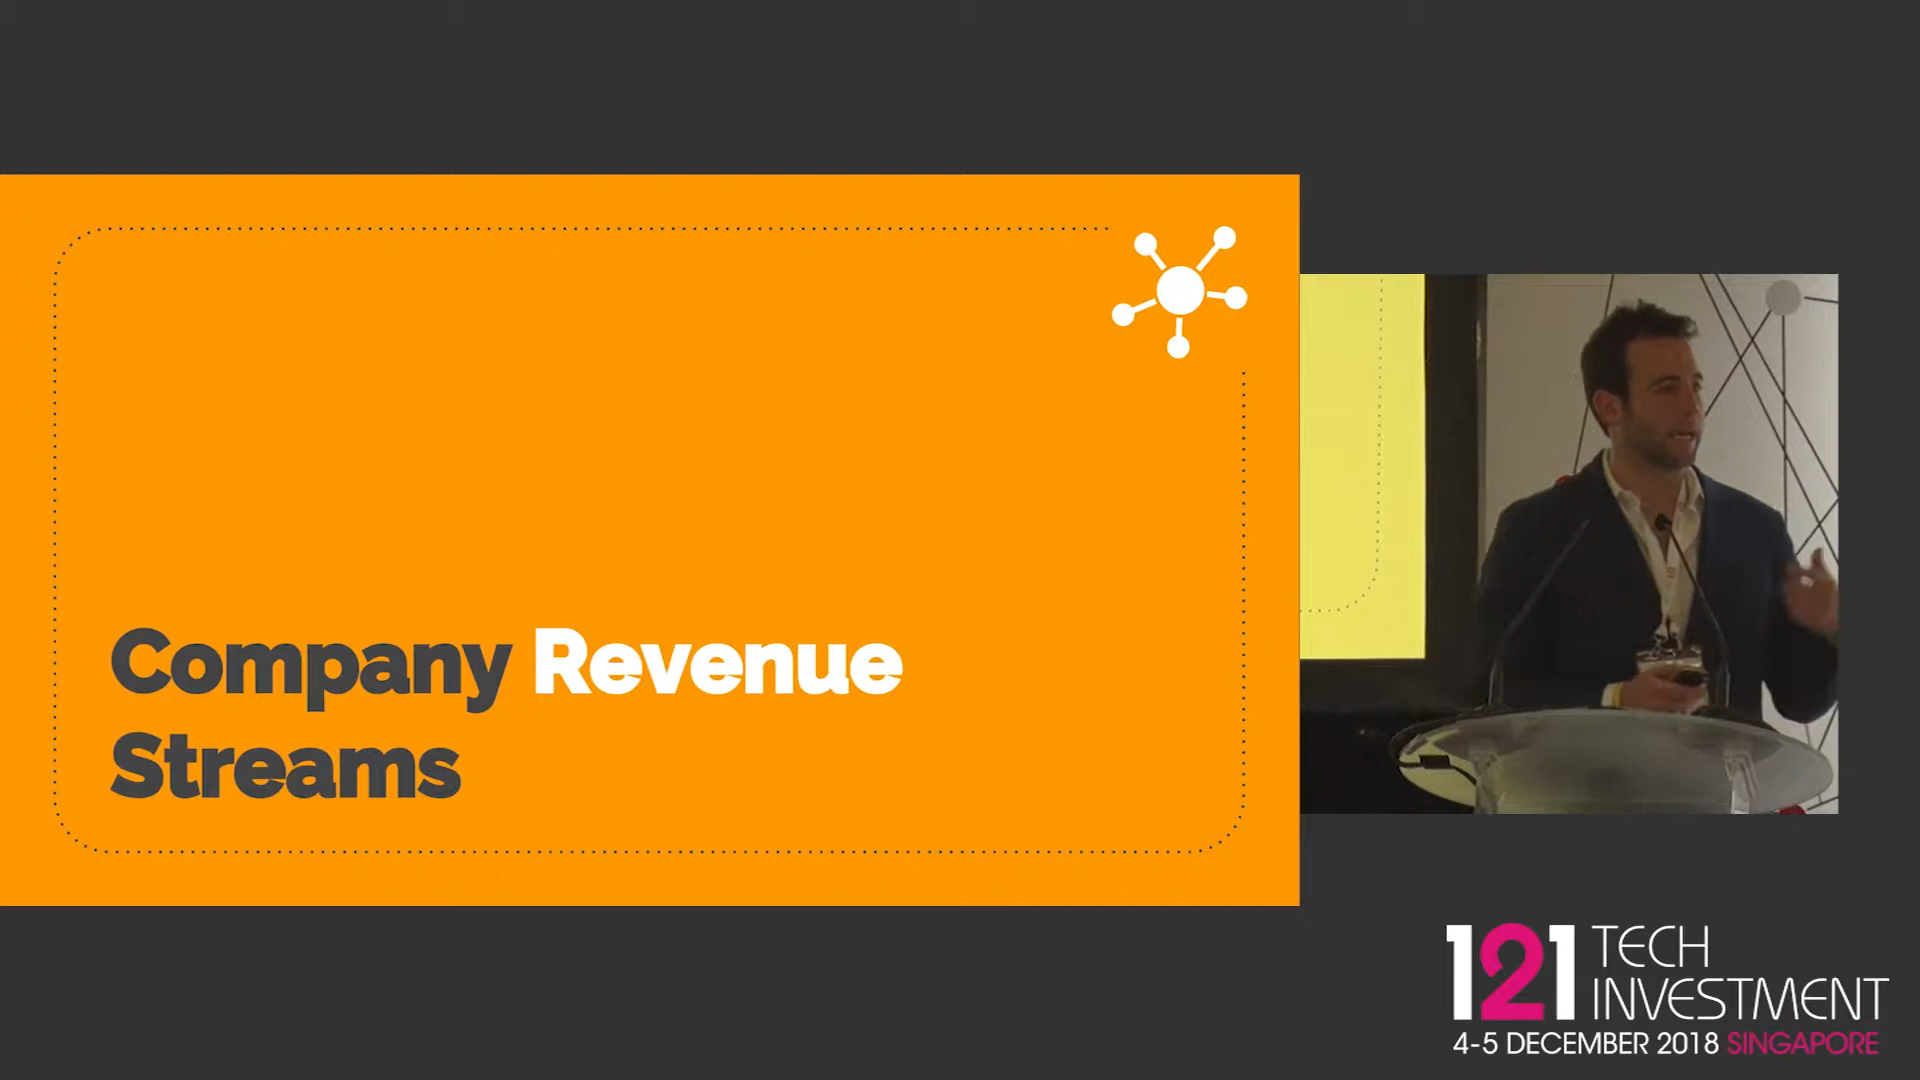 Company Revenue
Streams
121 TECH
INVESTMENT
4-5 DECEMBER 2018 SINGAPORE